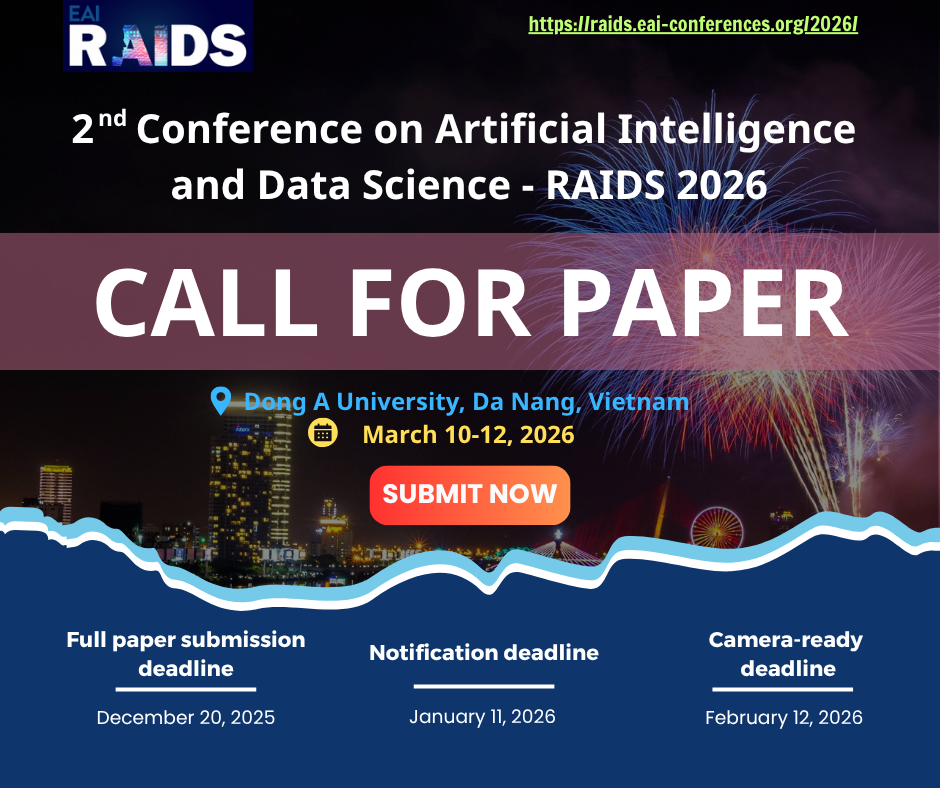 EAI
RAIDS
https://raids.eai-conferences.org/2026/
2nd Conference on Artificial Intelligence
and Data Science - RAIDS 2026
CALL FOR PAPER
Dong A University, Da Nang, Vietnam
March 10-12, 2026
SUBMIT NOW
Full paper submission
deadline
December 20, 2025
Notification deadline
January 11, 2026
Camera-ready
deadline
February 12, 2026